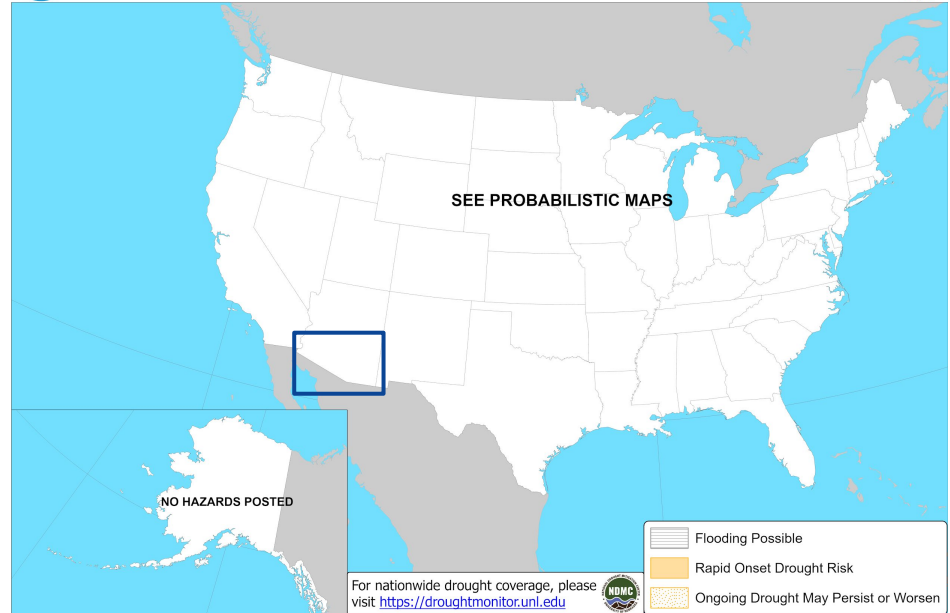 SEE PROBABILISTIC MAPS
NO HAZARDS POSTED
For nationwide drought coverage, please
visit https://droughtmonitor.unl.edu
NDMC
Flooding Possible
Rapid Onset Drought Risk
Ongoing Drought May Persist or Worsen